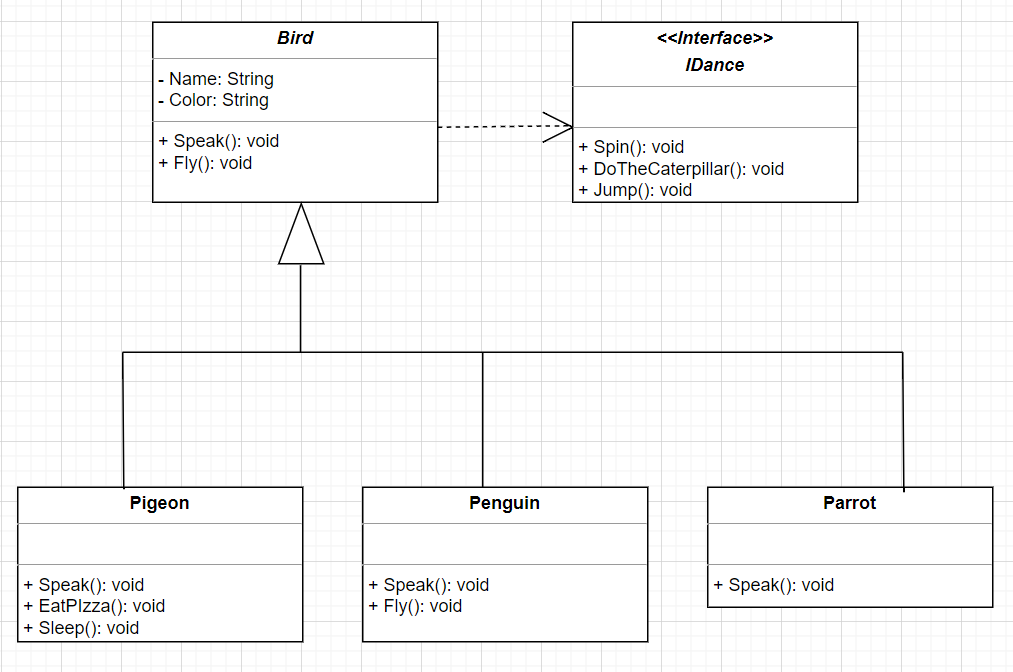 Bird
- Name: String
- Color: String
+ Speak(): void
+ Fly(): void
<<Interface>>
IDance
+ Spin(): void
+ DoTheCaterpillar(): void
+ Jump(): void
Pigeon
+ Speak(): void
+ EatPIzza(): void
+ Sleep(): void
Penguin
+ Speak(): void
+ Fly(): void
Parrot
+ Speak(): void